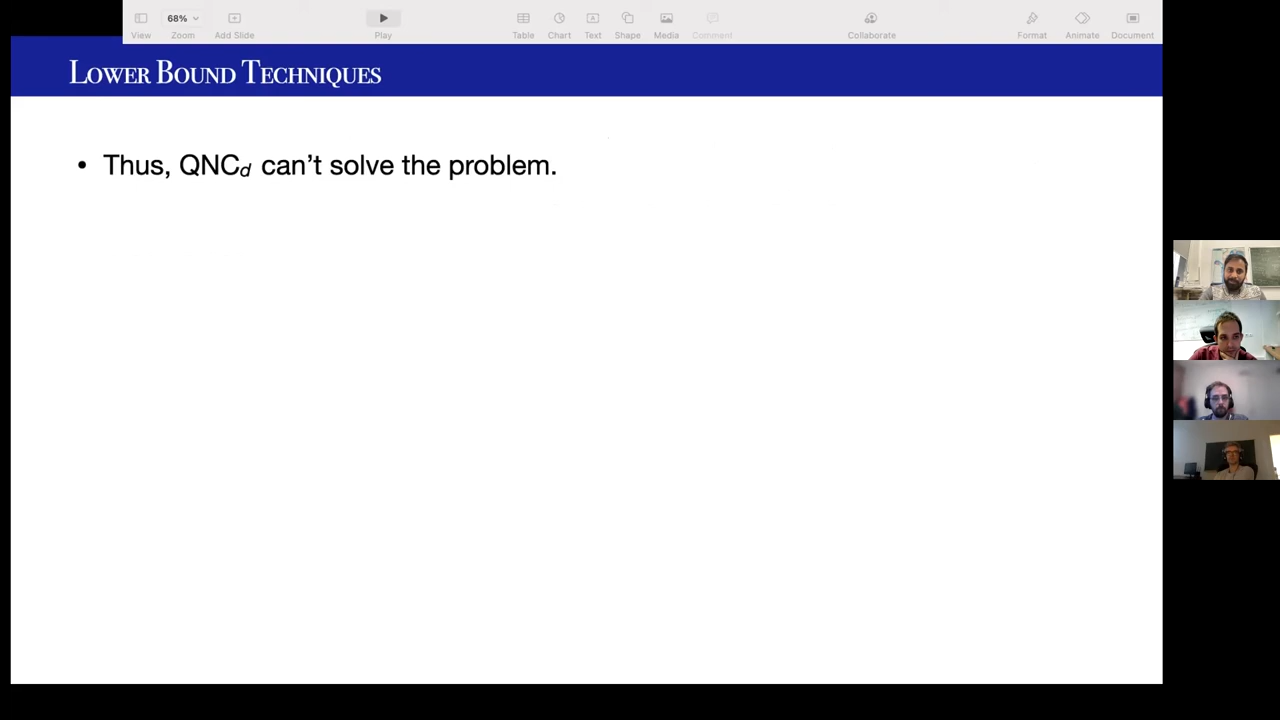 68%
View Zoom Add Slide Play Table Chart Text Shape Media Comment Collaborate Format Animate Document
LOWER BOUND TECHNIQUES
• Thus, QNCd can't solve the problem.